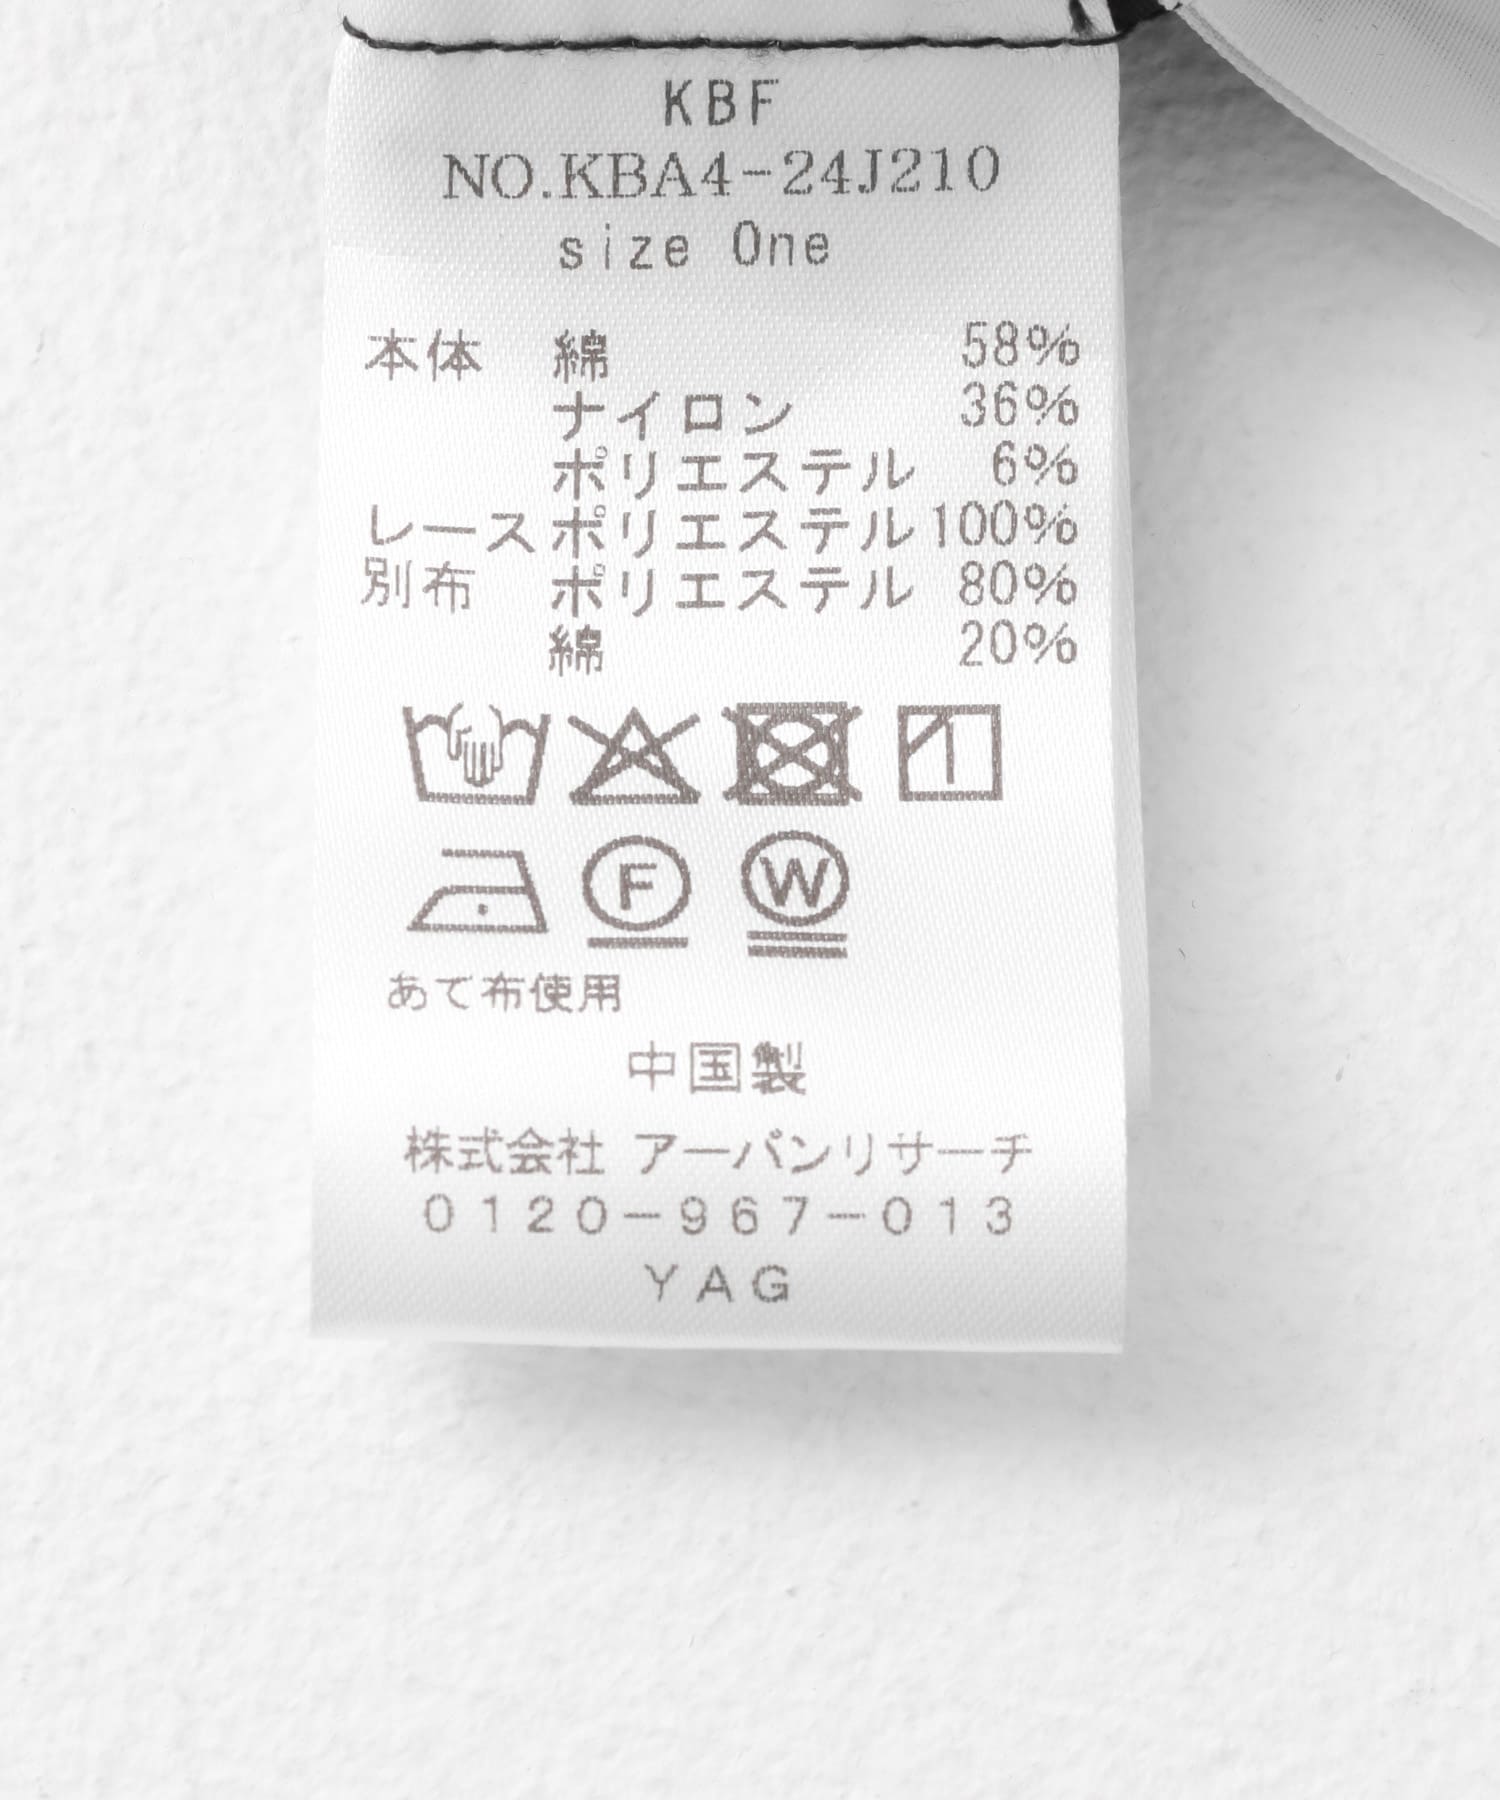 KBF
NO.KBA4-24J210
size One
本体 綿 58%
ナイロン 36%
ポリエステル 6%
レース ポリエステル 100%
別布 ポリエステル 80%
綿 20%
F W
あて布使用
中国製
株式会社 アーバンリサーチ
0120-967-013
YAG